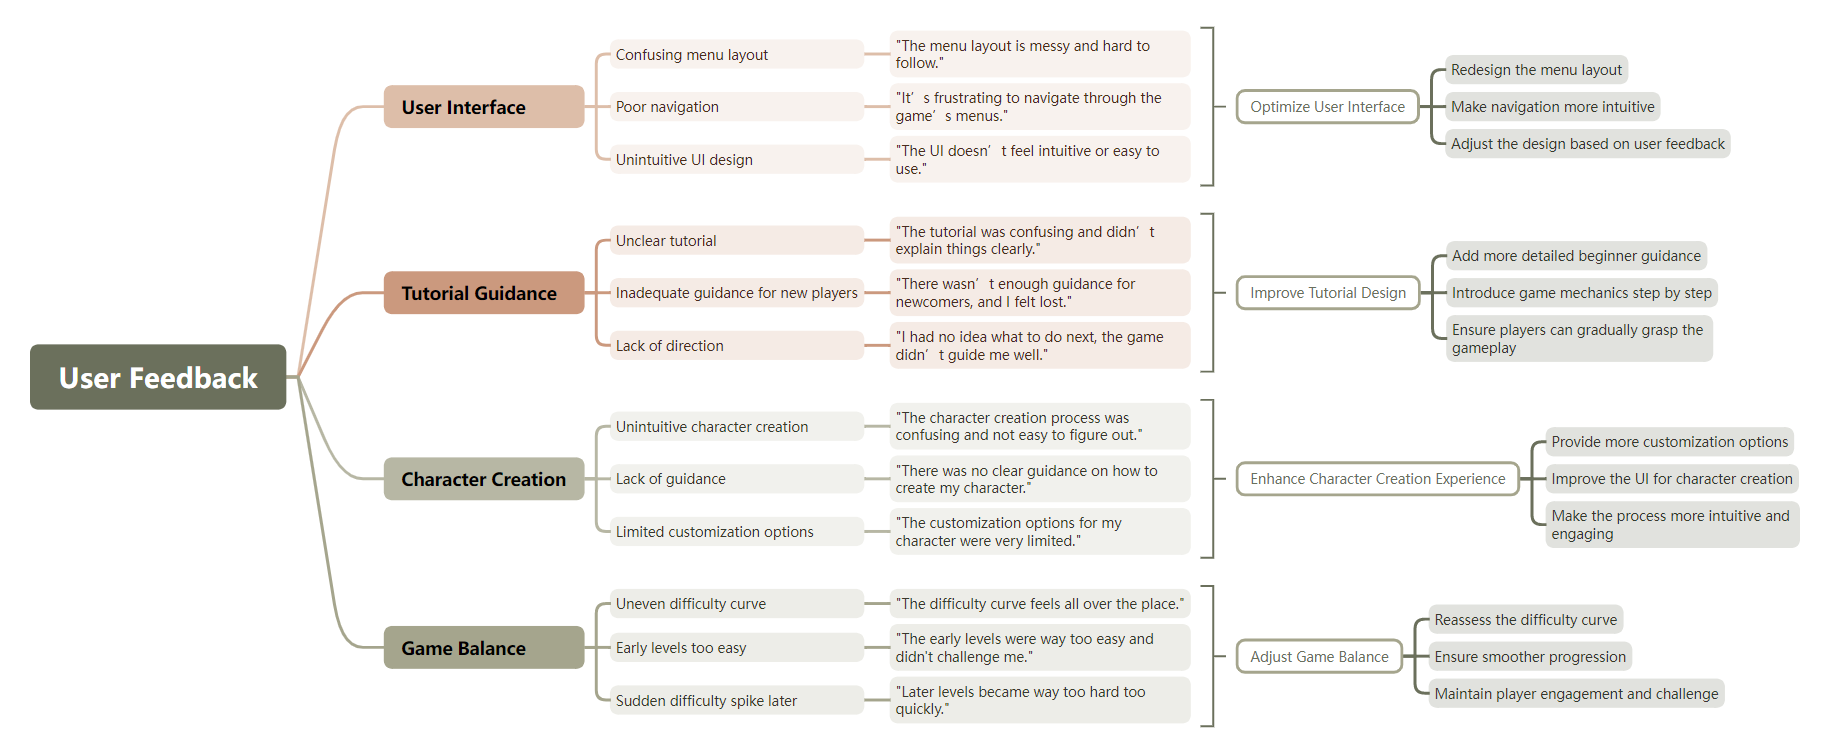 User Feedback
User Interface
Confusing menu layout
"The menu layout is messy and hard to
follow."
Poor navigation
"It’s frustrating to navigate through the
game’s menus."
Unintuitive UI design
"The UI doesn’t feel intuitive or easy to
use."
Optimize User Interface
Redesign the menu layout
Make navigation more intuitive
Adjust the design based on user feedback
Tutorial Guidance
Unclear tutorial
"The tutorial was confusing and didn’t
explain things clearly."
Inadequate guidance for new players
"There wasn’t enough guidance for
newcomers, and I felt lost."
Lack of direction
"I had no idea what to do next, the game
didn’t guide me well."
Improve Tutorial Design
Add more detailed beginner guidance
Introduce game mechanics step by step
Ensure players can gradually grasp the
gameplay
Character Creation
Unintuitive character creation
"The character creation process was
confusing and not easy to figure out."
Lack of guidance
"There was no clear guidance on how to
create my character."
Limited customization options
"The customization options for my
character were very limited."
Enhance Character Creation Experience
Provide more customization options
Improve the UI for character creation
Make the process more intuitive and
engaging
Game Balance
Uneven difficulty curve
"The difficulty curve feels all over the place."
Early levels too easy
"The early levels were way too easy and
didn't challenge me."
Sudden difficulty spike later
"Later levels became way too hard too
quickly."
Adjust Game Balance
Reassess the difficulty curve
Ensure smoother progression
Maintain player engagement and challenge